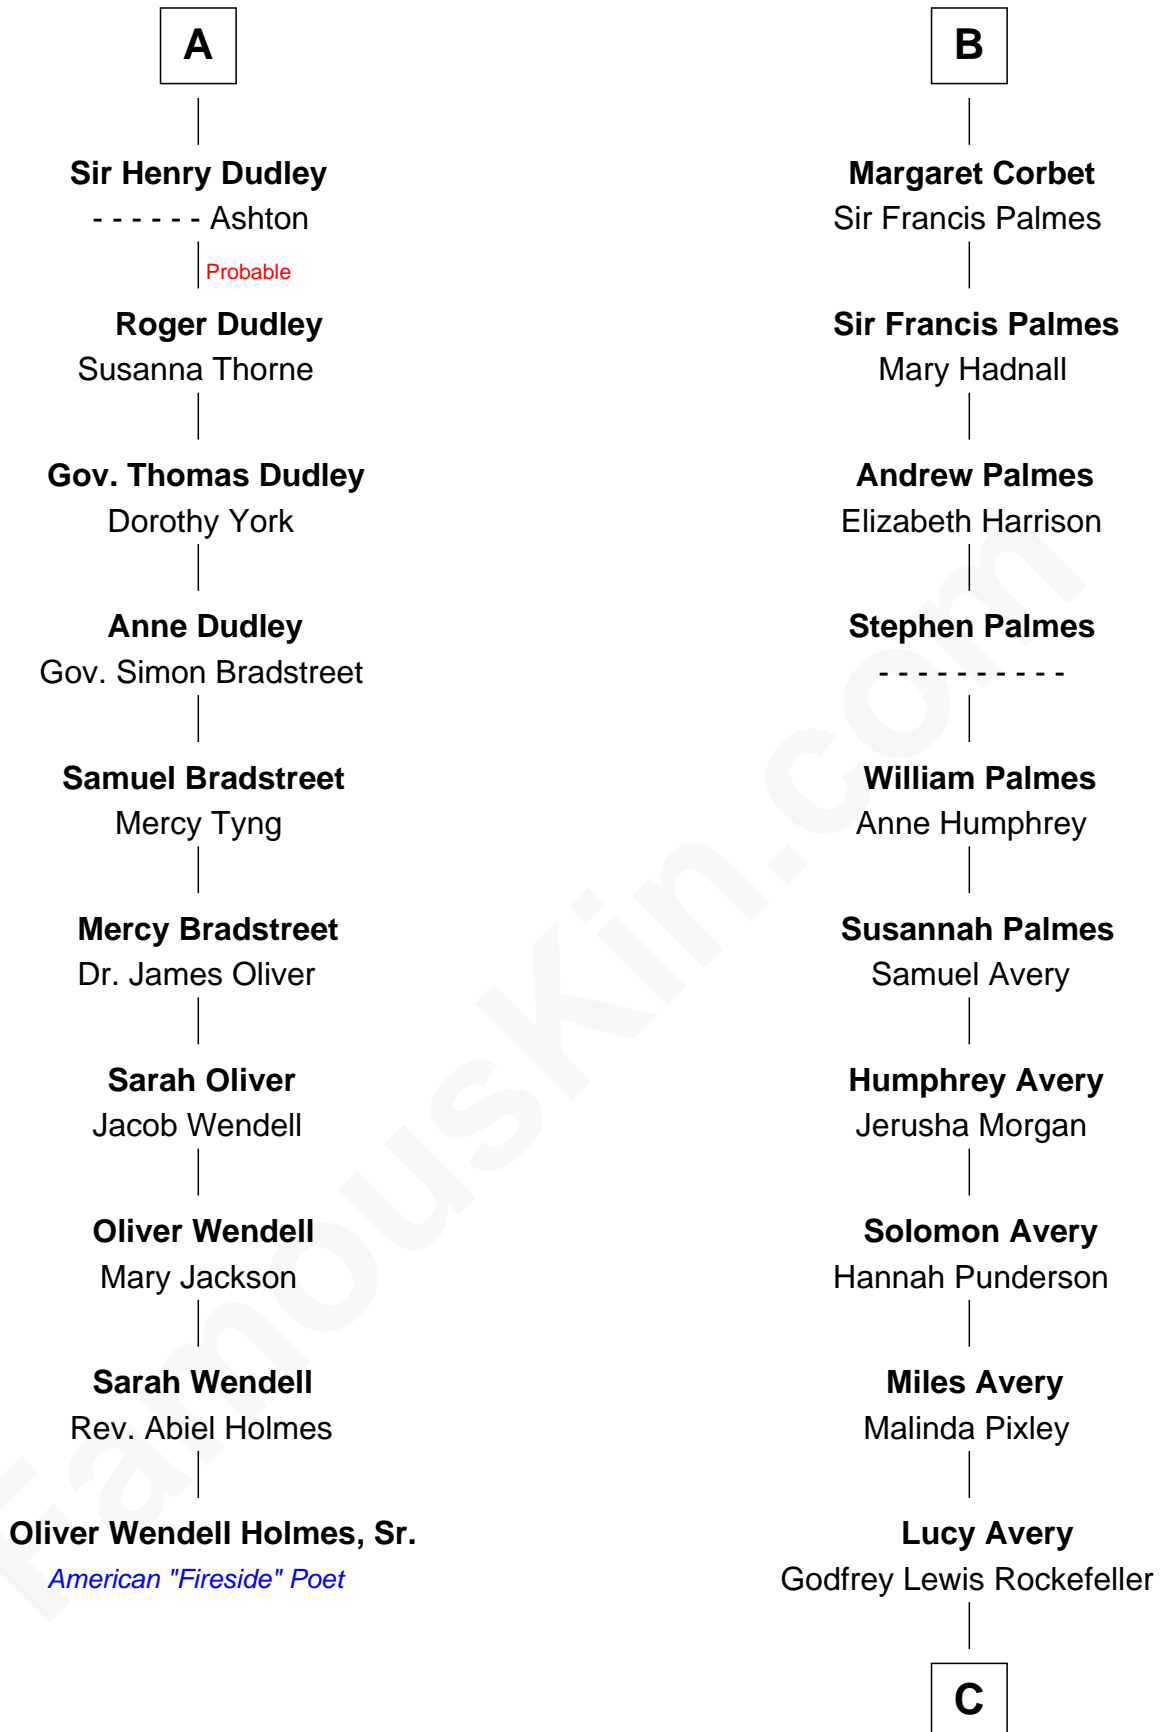 A
Sir Henry Dudley
- - - - - - Ashton
Probable
Roger Dudley
Susanna Thorne
Gov. Thomas Dudley
Dorothy York
Anne Dudley
Gov. Simon Bradstreet
Samuel Bradstreet
Mercy Tyng
Mercy Bradstreet
Dr. James Oliver
Sarah Oliver
Jacob Wendell
Oliver Wendell
Mary Jackson
Sarah Wendell
Rev. Abiel Holmes
Oliver Wendell Holmes, Sr.
American "Fireside" Poet
B
Margaret Corbet
Sir Francis Palmes
Sir Francis Palmes
Mary Hadnall
Andrew Palmes
Elizabeth Harrison
Stephen Palmes
- - - - - - - - - -
William Palmes
Anne Humphrey
Susannah Palmes
Samuel Avery
Humphrey Avery
Jerusha Morgan
Solomon Avery
Hannah Punderson
Miles Avery
Malinda Pixley
Lucy Avery
Godfrey Lewis Rockefeller
C
FamousKin.com